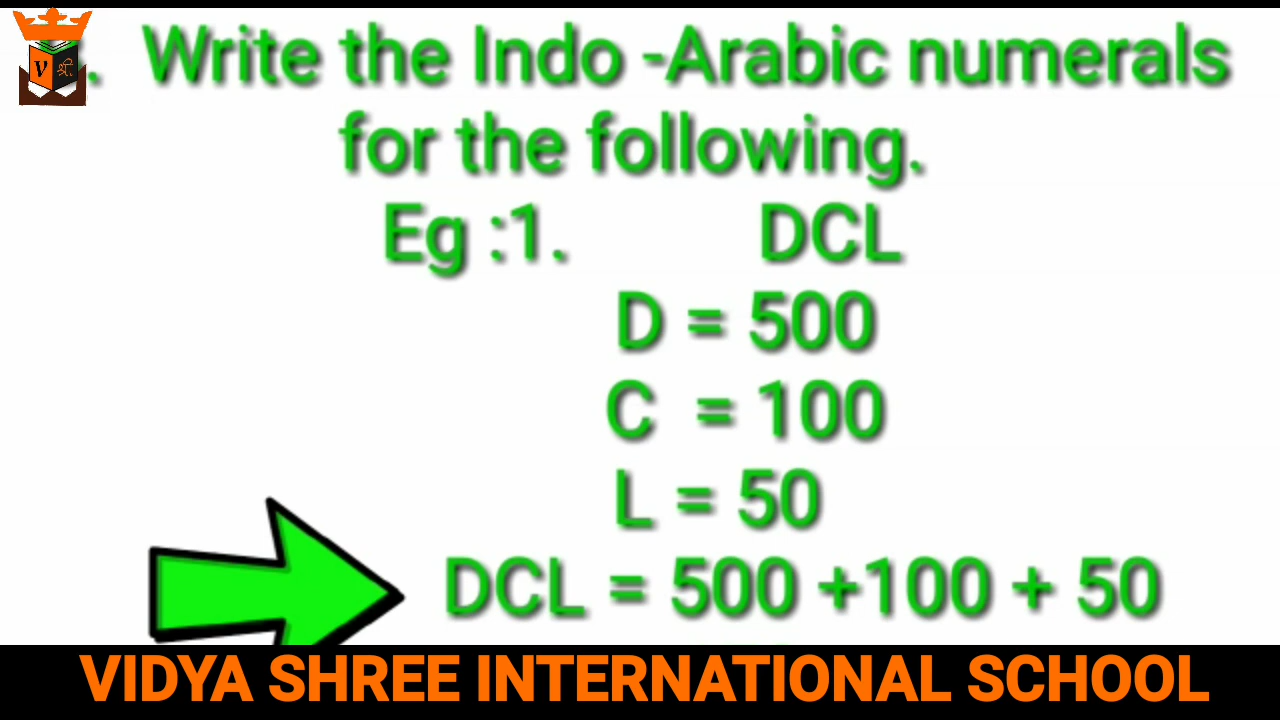 V श्री
. Write the Indo -Arabic numerals
for the following.
Eg :1. DCL
D = 500
C = 100
L = 50
DCL = 500 +100 + 50
VIDYA SHREE INTERNATIONAL SCHOOL